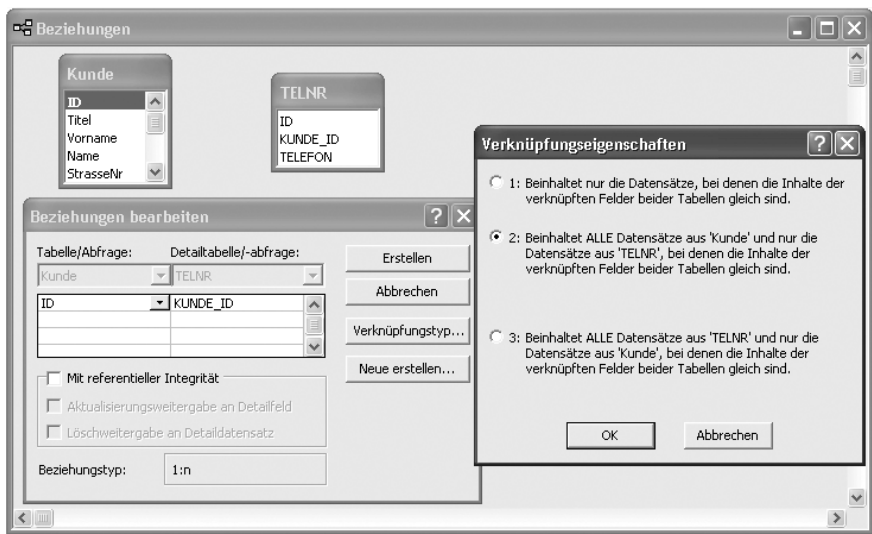 Beziehungen
Kunde
ID
Titel
Vorname
Name
StrasseNr
TELNR
ID
KUNDE_ID
TELEFON
Beziehungen bearbeiten
Tabelle/Abfrage: Detailtabelle/-abfrage:
Kunde TELNR
ID KUNDE_ID
Erstellen
Abbrechen
Verknüpfungstyp...
Neue erstellen...
Mit referentieller Integrität
Aktualisierungsweitergabe an Detailfeld
Löschweitergabe an Detaildatensatz
Beziehungstyp: 1:n
Verknüpfungseigenschaften
1: Beinhaltet nur die Datensätze, bei denen die Inhalte der
verknüpften Felder beider Tabellen gleich sind.
2: Beinhaltet ALLE Datensätze aus 'Kunde' und nur die
Datensätze aus 'TELNR', bei denen die Inhalte der
verknüpften Felder beider Tabellen gleich sind.
3: Beinhaltet ALLE Datensätze aus 'TELNR' und nur die
Datensätze aus 'Kunde', bei denen die Inhalte der
verknüpften Felder beider Tabellen gleich sind.
OK Abbrechen